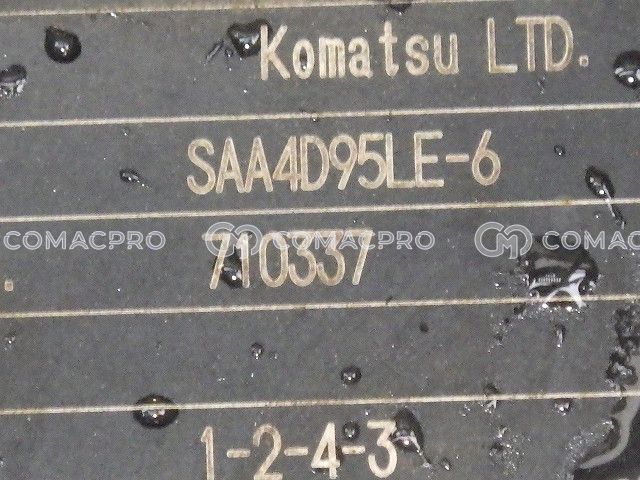 Komatsu LTD.
SAA4D95LE-6
COMACPRO 710337 COMACPRO COMACPRO
1-2-4-3